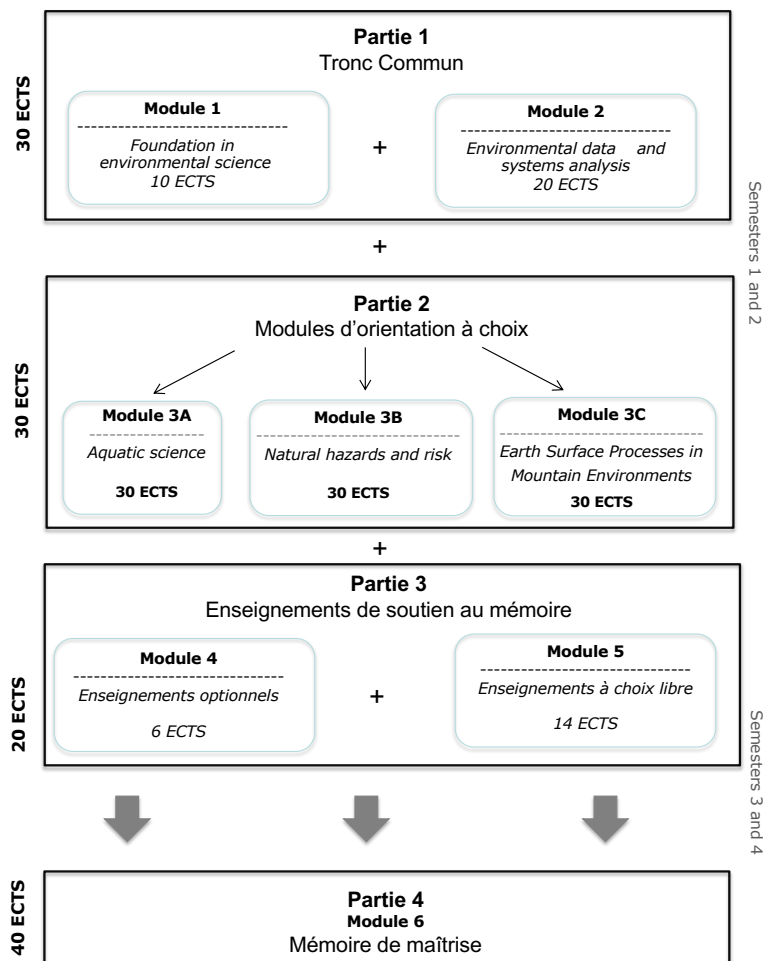 Partie 1
Tronc Commun
30 ECTS
Module 1
Foundation in
environmental science
10 ECTS
+
Module 2
Environmental data and
systems analysis
20 ECTS
Semesters 1 and 2
+
Partie 2
Modules d'orientation à choix
30 ECTS
Module 3A
Aquatic science
30 ECTS
Module 3B
Natural hazards and risk
30 ECTS
Module 3C
Earth Surface Processes in
Mountain Environments
30 ECTS
+
Partie 3
Enseignements de soutien au mémoire
20 ECTS
Module 4
Enseignements optionnels
6 ECTS
+
Module 5
Enseignements à choix libre
14 ECTS
Semesters 3 and 4
40 ECTS
Partie 4
Module 6
Mémoire de maîtrise